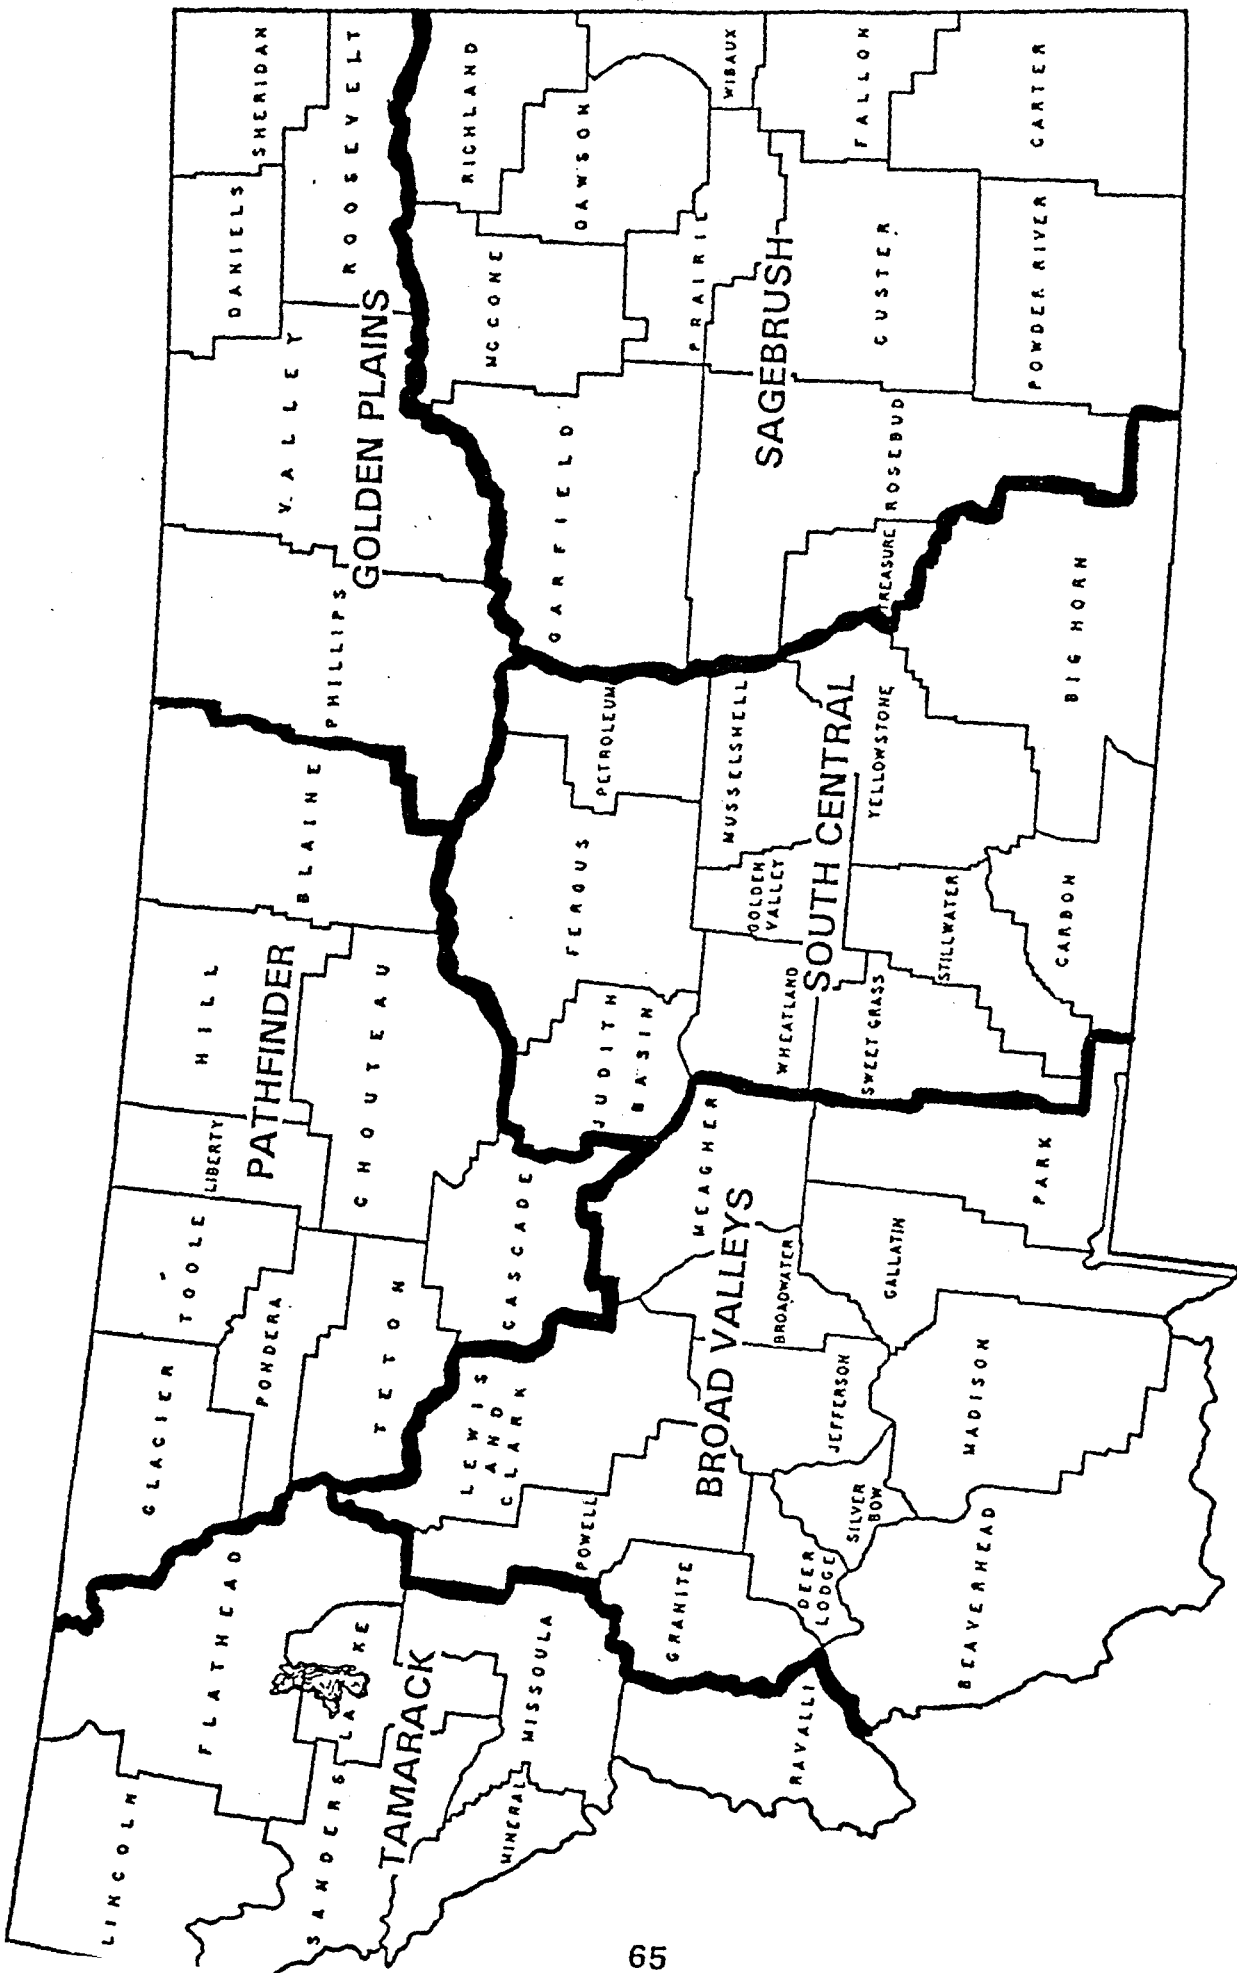 LINCOLN
FLATHEAD
GLACIER
TOOLE
LIBERTY
HILL
BLAINE
PHILLIPS
VALLEY
DANIELS
SHERIDAN
ROOSEVELT
SANDERS
LAKE
PONDERA
TETON
CHOUTEAU
PATHFINDER
GOLDEN PLAINS
TAMARACK
MINERAL
MISSOULA
POWELL
LEWIS
AND
CLARK
CASCADE
JUDITH
BASIN
FERGUS
PETROLEUM
GARFIELD
MCCONE
RICHLAND
DAWSON
PRAIRIE
WIBAUX
RAVALLI
GRANITE
DEER
LODGE
SILVER
BOW
JEFFERSON
BROADWATER
BROAD VALLEYS
MEAGHER
WHEATLAND
GOLDEN
VALLEY
MUSSELSHELL
SOUTH CENTRAL
TREASURE
ROSEBUD
SAGEBRUSH
CUSTER
FALLON
BEAVERHEAD
MADISON
GALLATIN
PARK
SWEET GRASS
STILLWATER
CARBON
YELLOWSTONE
BIG HORN
POWDER RIVER
CARTER
65